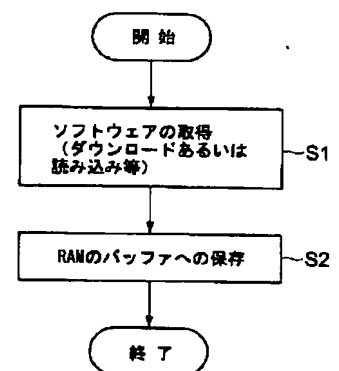 開 始
ソフトウェアの取得
(ダウンロードあるいは
読み込み等)
S1
RAMのバッファへの保存
S2
終 了